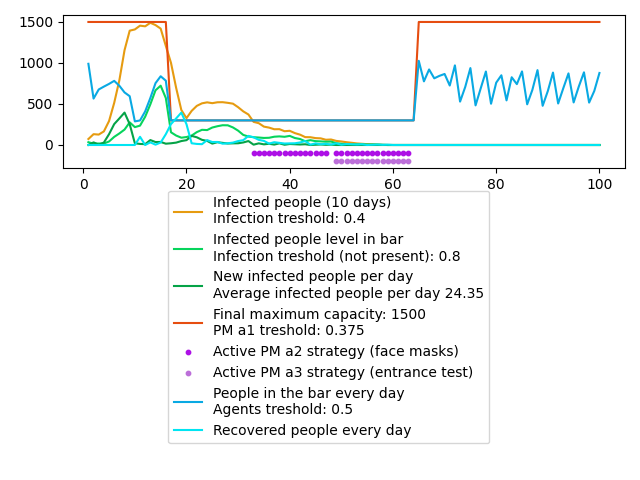 1500
1000
500
0
0
20
40
60
80
100
Infected people (10 days)
Infection treshold: 0.4
Infected people level in bar
Infection treshold (not present): 0.8
New infected people per day
Average infected people per day 24.35
Final maximum capacity: 1500
PM a1 treshold: 0.375
Active PM a2 strategy (face masks)
Active PM a3 strategy (entrance test)
People in the bar every day
Agents treshold: 0.5
Recovered people every day